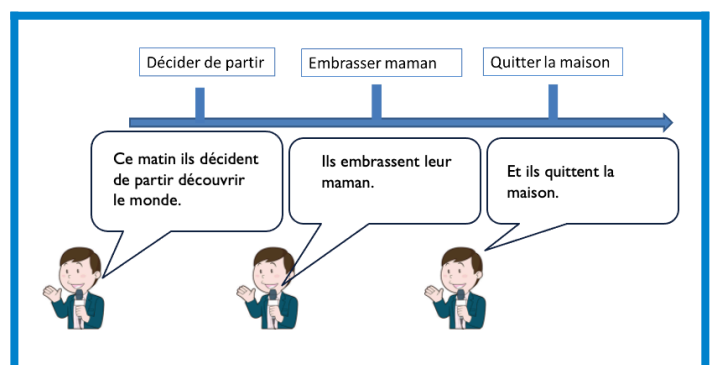 Décider de partir
Embrasser maman
Quitter la maison
Ce matin ils décident
de partir découvrir
le monde.
Ils embrassent leur
maman.
Et ils quittent la
maison.